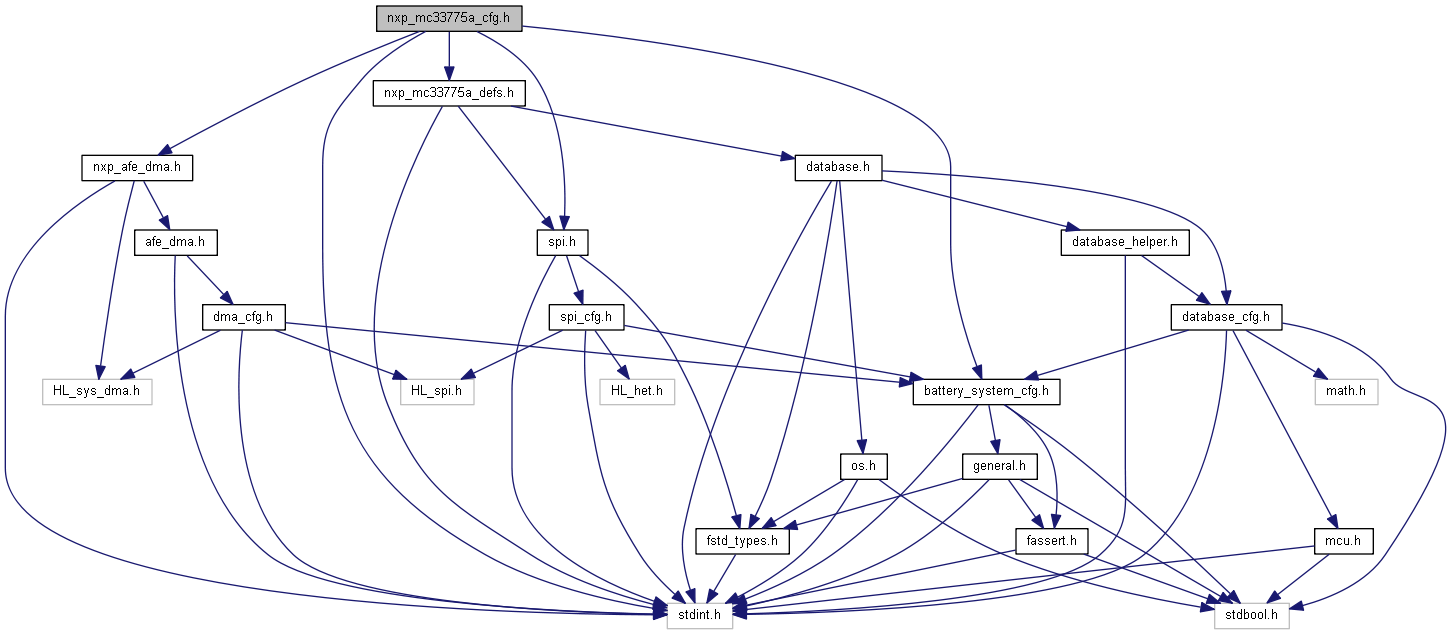 nxp_mc33775a_cfg.h
nxp_mc33775a_defs.h
nxp_afe_dma.h
database.h
afe_dma.h
spi.h
database_helper.h
dma_cfg.h
spi_cfg.h
database_cfg.h
HL_sys_dma.h
HL_spi.h
HL_het.h
battery_system_cfg.h
math.h
os.h
general.h
fstd_types.h
fassert.h
mcu.h
stdint.h
stdbool.h